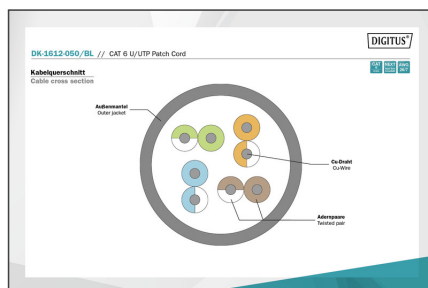 DIGITUS®
DK-1612-050/BL // CAT 6 U/UTP Patch Cord
Kabelquerschnitt
Cable cross section
Außenmantel
Outer jacket
Cu-Draht
Cu-Wire
Adernpaare
Twisted pair